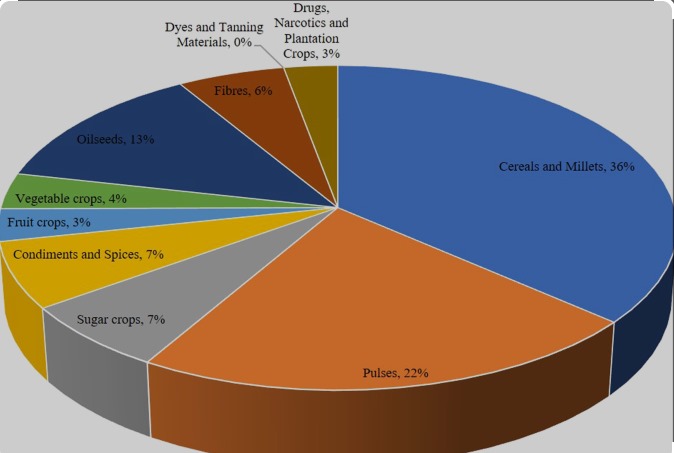 Drugs,
Narcotics and
Plantation
Crops, 3%
Dyes and Tanning
Materials, 0%
Fibres, 6%
Oilseeds, 13%
Cereals and Millets, 36%
Vegetable crops, 4%
Fruit crops, 3%
Condiments and Spices, 7%
Sugar crops, 7%
Pulses, 22%